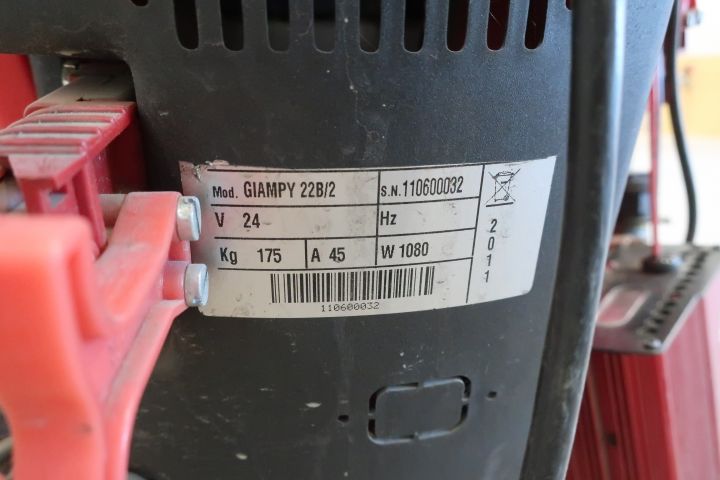 Mod. GIAMPY 22B/2 S.N. 110600032
V 24 Hz
Kg 175 A 45 W 1080
2011
110600032